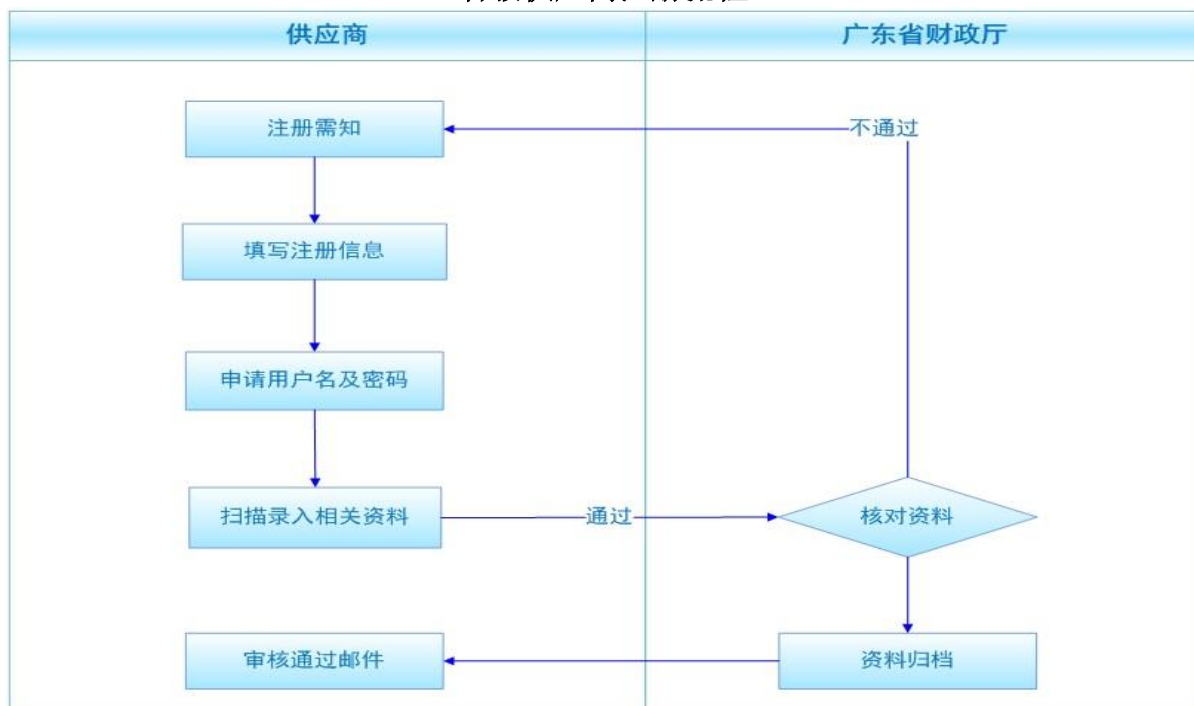 供应商
广东省财政厅
注册需知
不通过
填写注册信息
申请用户名及密码
扫描录入相关资料
通过
核对资料
审核通过邮件
资料归档